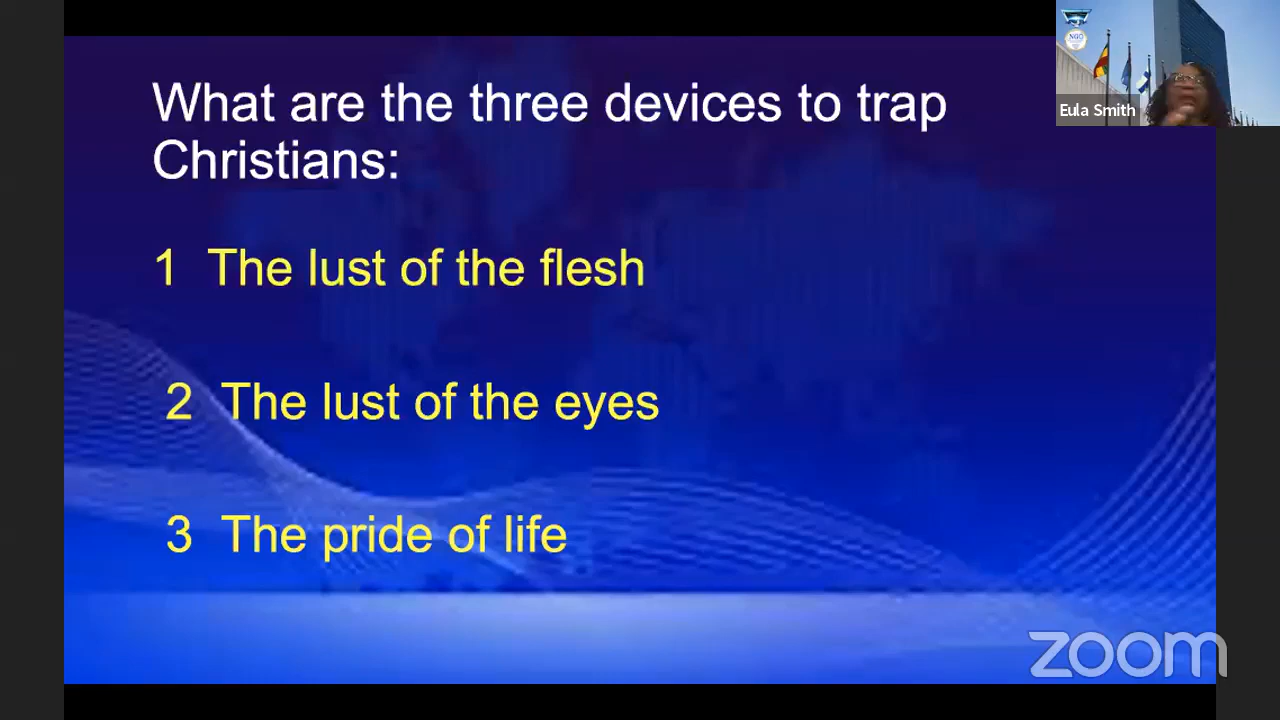 What are the three devices to trap
Christians:
1 The lust of the flesh
2 The lust of the eyes
3 The pride of life
Eula Smith
NGO
zoom